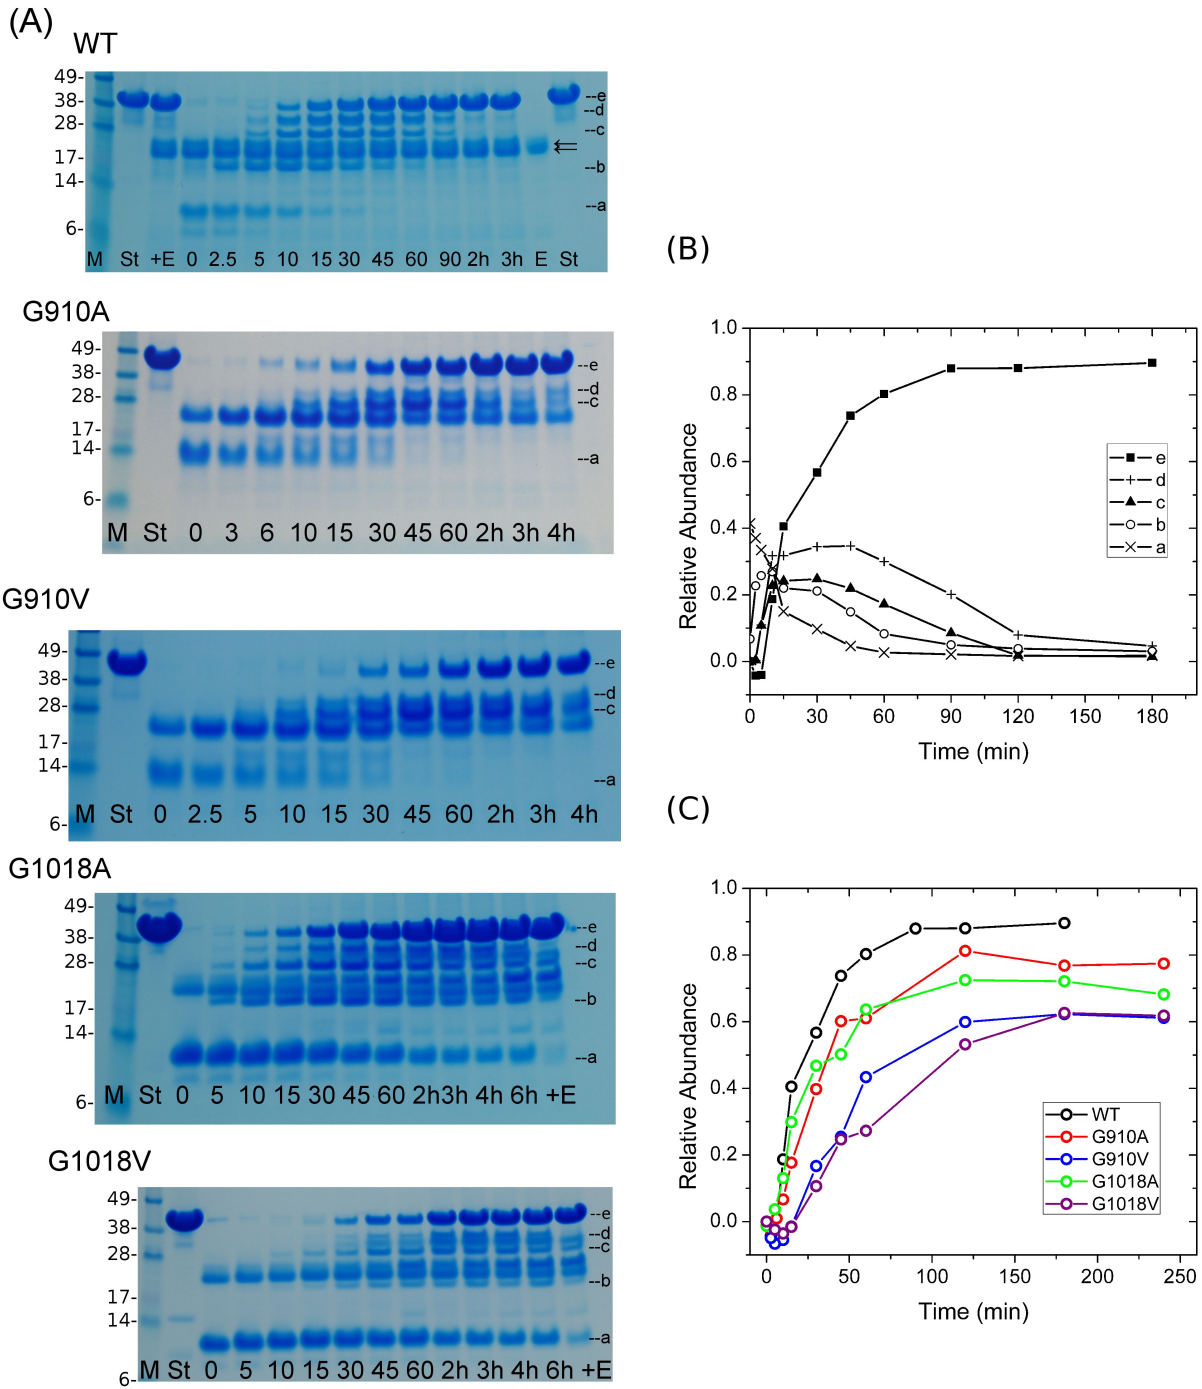 (A)
WT
49-
38-
28-
17-
14-
6-
--e
--d
--c
--b
--a
M St +E 0 2.5 5 10 15 30 45 60 90 2h 3h E St
G910A
49-
38-
28-
17-
14-
6-
--e
--d
--c
--a
M St 0 3 6 10 15 30 45 60 2h 3h 4h
G910V
49-
38-
28-
17-
14-
6-
--e
--d
--c
--a
M St 0 2.5 5 10 15 30 45 60 2h 3h 4h
G1018A
49-
38-
28-
17-
14-
6-
--e
--d
--c
--b
--a
M St 0 5 10 15 30 45 60 2h 3h 4h 6h +E
G1018V
49-
38-
28-
17-
14-
6-
--e
--d
--c
--b
--a
M St 0 5 10 15 30 45 60 2h 3h 4h 6h +E
(B)
1.0
0.8
0.6
0.4
0.2
0.0
Relative Abundance
e
d
c
b
a
0 30 60 90 120 150 180
Time (min)
(C)
1.0
0.8
0.6
0.4
0.2
0.0
Relative Abundance
WT
G910A
G910V
G1018A
G1018V
0 50 100 150 200 250
Time (min)